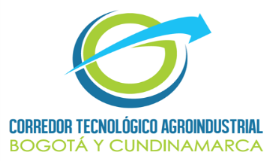 CORREDOR TECNOLÓGICO AGROINDUSTRIAL
BOGOTÁ Y CUNDINAMARCA